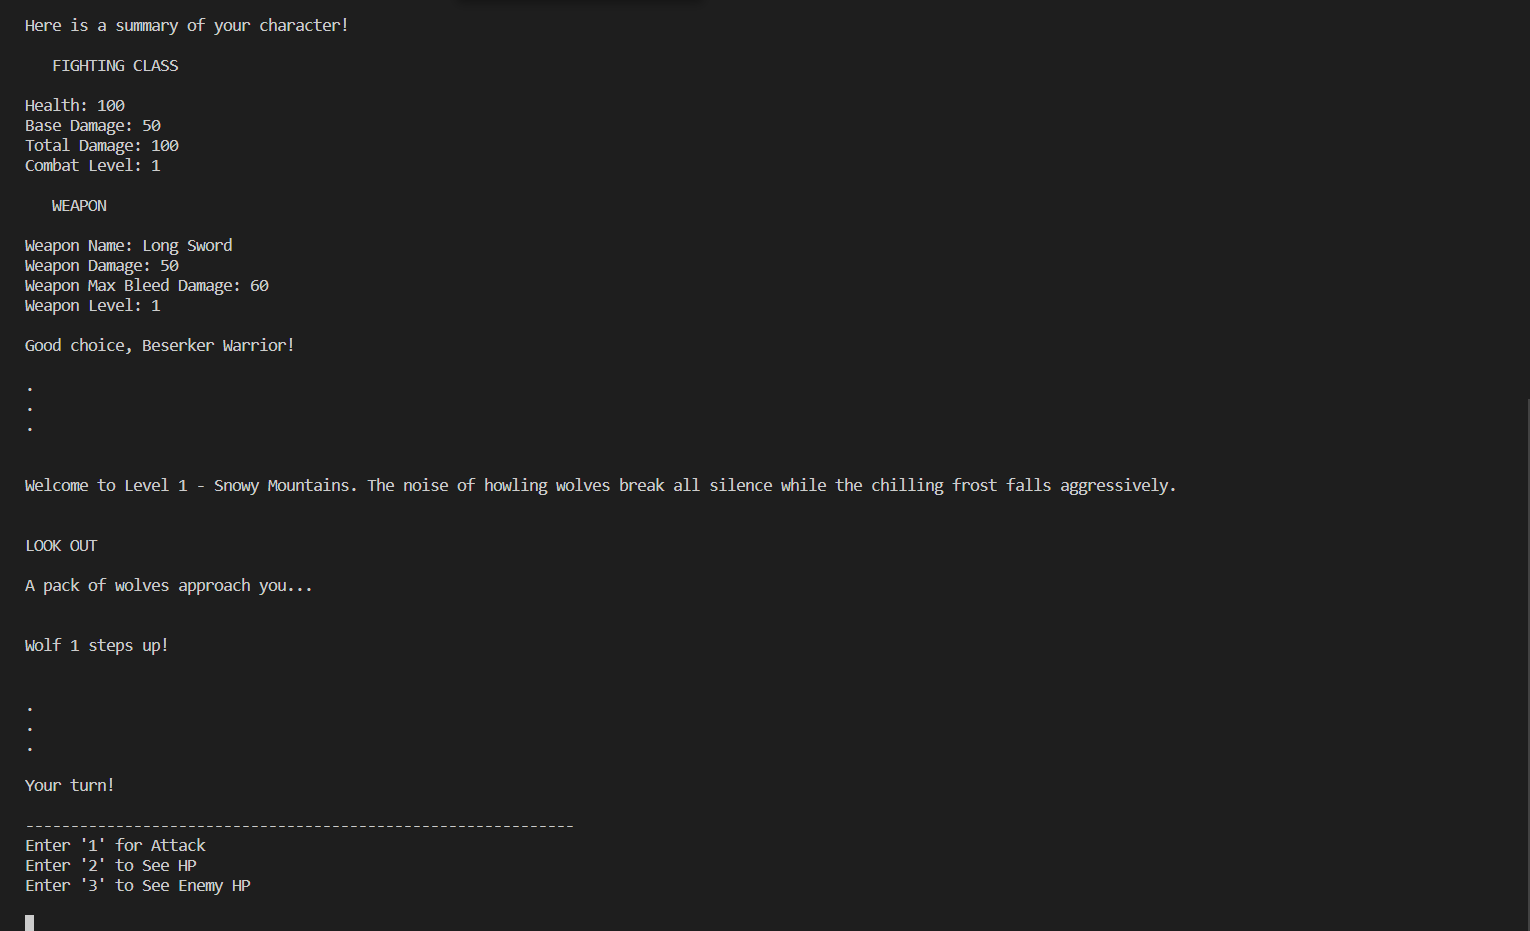 Here is a summary of your character!
FIGHTING CLASS
Health: 100
Base Damage: 50
Total Damage: 100
Combat Level: 1
WEAPON
Weapon Name: Long Sword
Weapon Damage: 50
Weapon Max Bleed Damage: 60
Weapon Level: 1
Good choice, Beserker Warrior!
.
.
.
Welcome to Level 1 - Snowy Mountains. The noise of howling wolves break all silence while the chilling frost falls aggressively.
LOOK OUT
A pack of wolves approach you...
Wolf 1 steps up!
.
.
.
Your turn!
-------------------------------------------------------------
Enter '1' for Attack
Enter '2' to See HP
Enter '3' to See Enemy HP